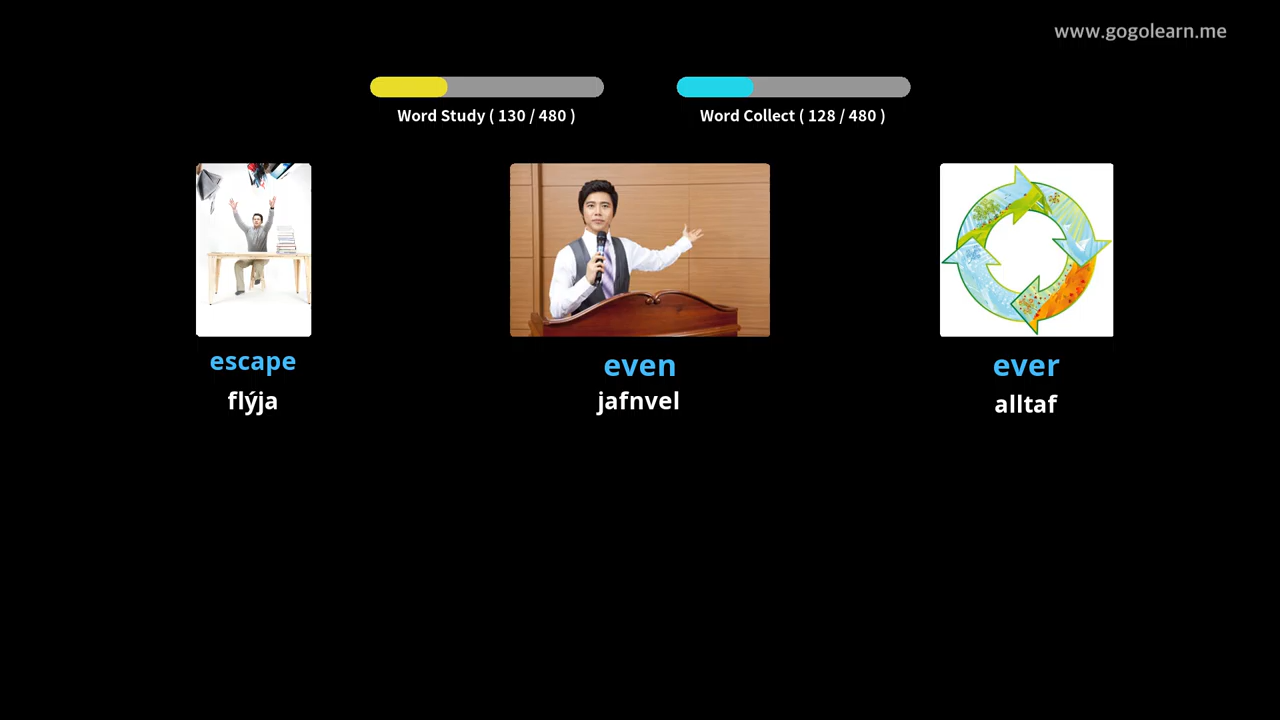 www.gogolearn.me
Word Study ( 130 / 480 )
Word Collect ( 128 / 480 )
escape
flýja
even
jafnvel
ever
alltaf